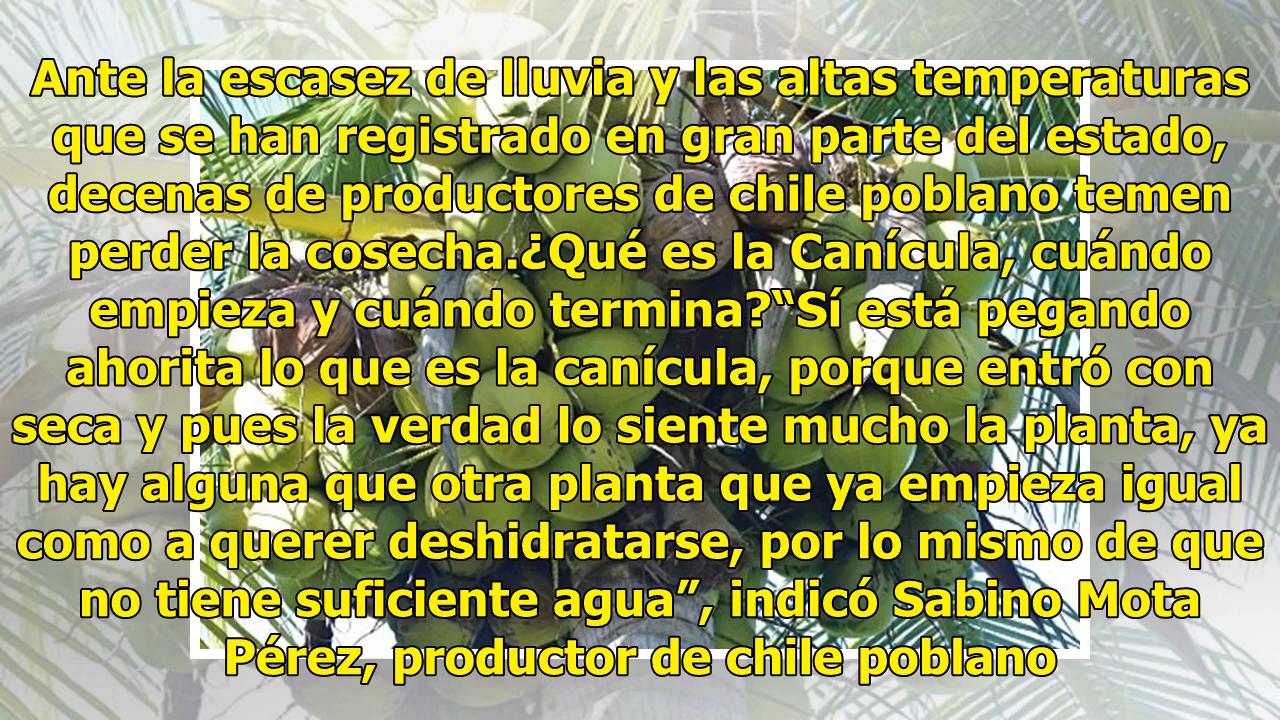 Ante la escasez de lluvia y las altas temperaturas
que se han registrado en gran parte del estado,
decenas de productores de chile poblano temen
perder la cosecha.¿Qué es la Canícula, cuándo
empieza y cuándo termina?“Sí está pegando
ahorita lo que es la canícula, porque entró con
seca y pues la verdad lo siente mucho la planta, ya
hay alguna que otra planta que ya empieza igual
como a querer deshidratarse, por lo mismo de que
no tiene suficiente agua”, indicó Sabino Mota
Pérez, productor de chile poblano